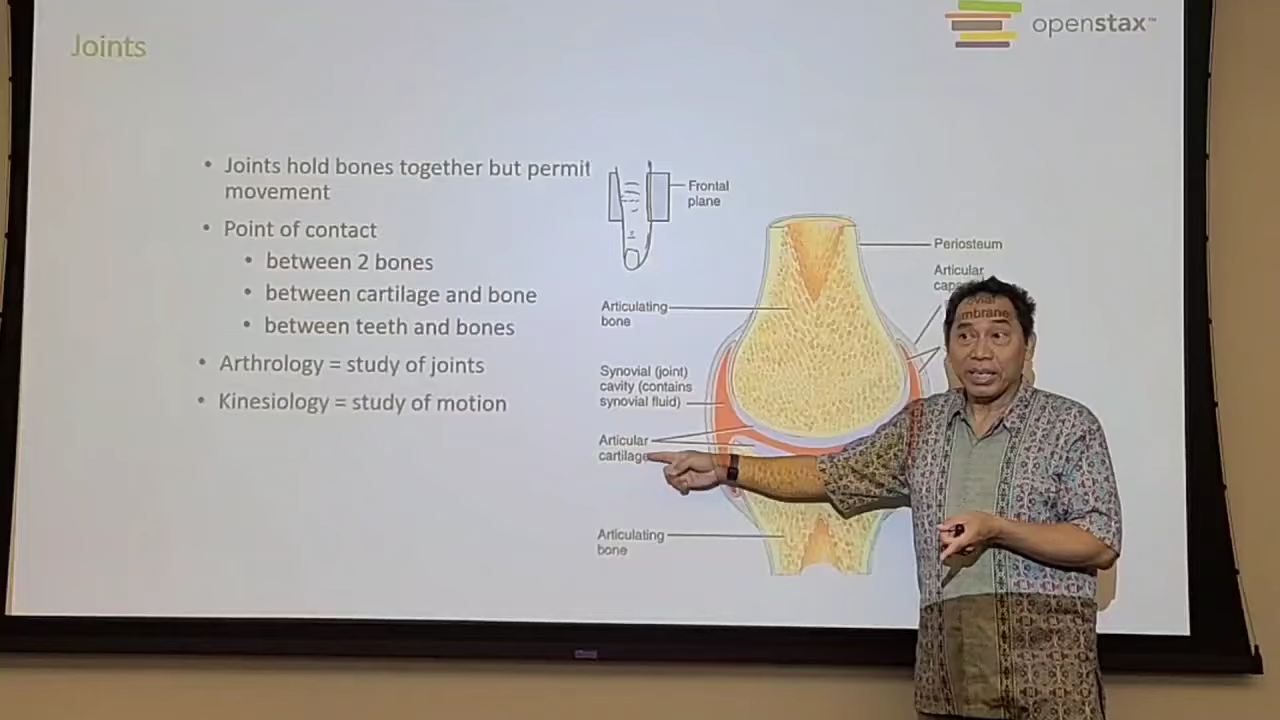 Joints
openstax™
• Joints hold bones together but permit
movement
• Point of contact
• between 2 bones
• between cartilage and bone
• between teeth and bones
• Arthrology = study of joints
• Kinesiology = study of motion
Frontal
plane
Periosteum
Articular
Articulating
bone
Synovial (joint)
cavity (contains
synovial fluid)
Articular
cartilage
Articulating
bone